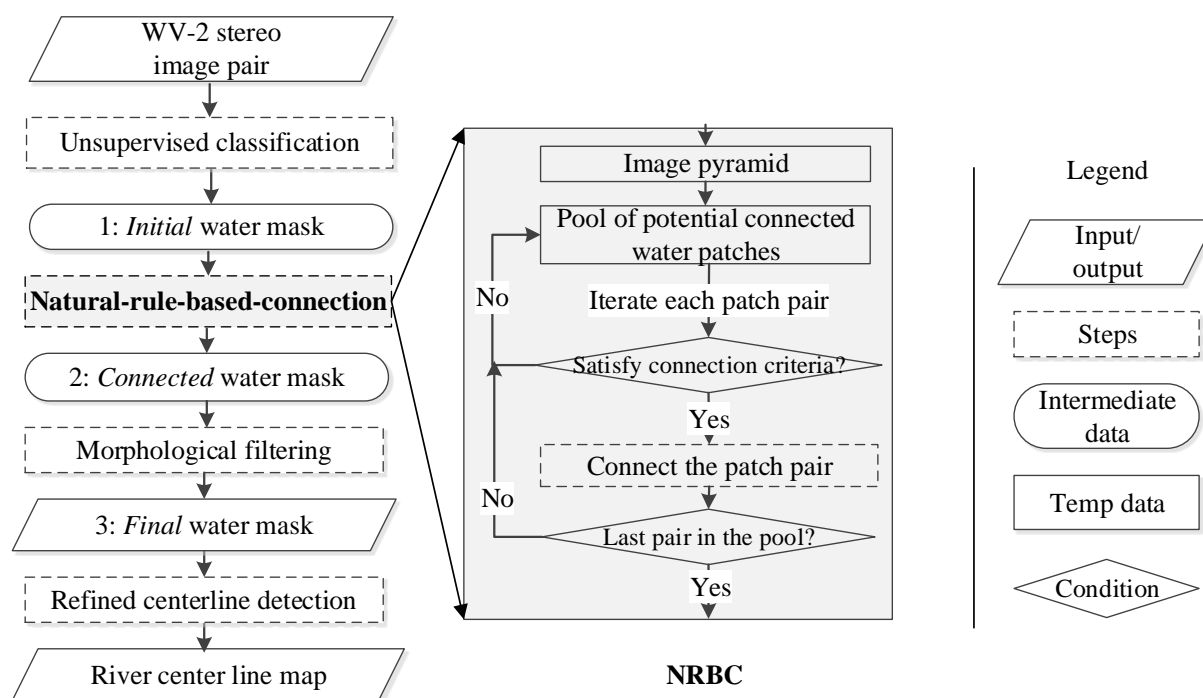 WV-2 stereo
image pair
Unsupervised classification
1: Initial water mask
Natural-rule-based-connection
2: Connected water mask
Morphological filtering
3: Final water mask
Refined centerline detection
River center line map
Image pyramid
Pool of potential connected
water patches
No
Iterate each patch pair
Satisfy connection criteria?
Yes
Connect the patch pair
No
Last pair in the pool?
Yes
NRBC
Legend
Input/
output
Steps
Intermediate
data
Temp data
Condition